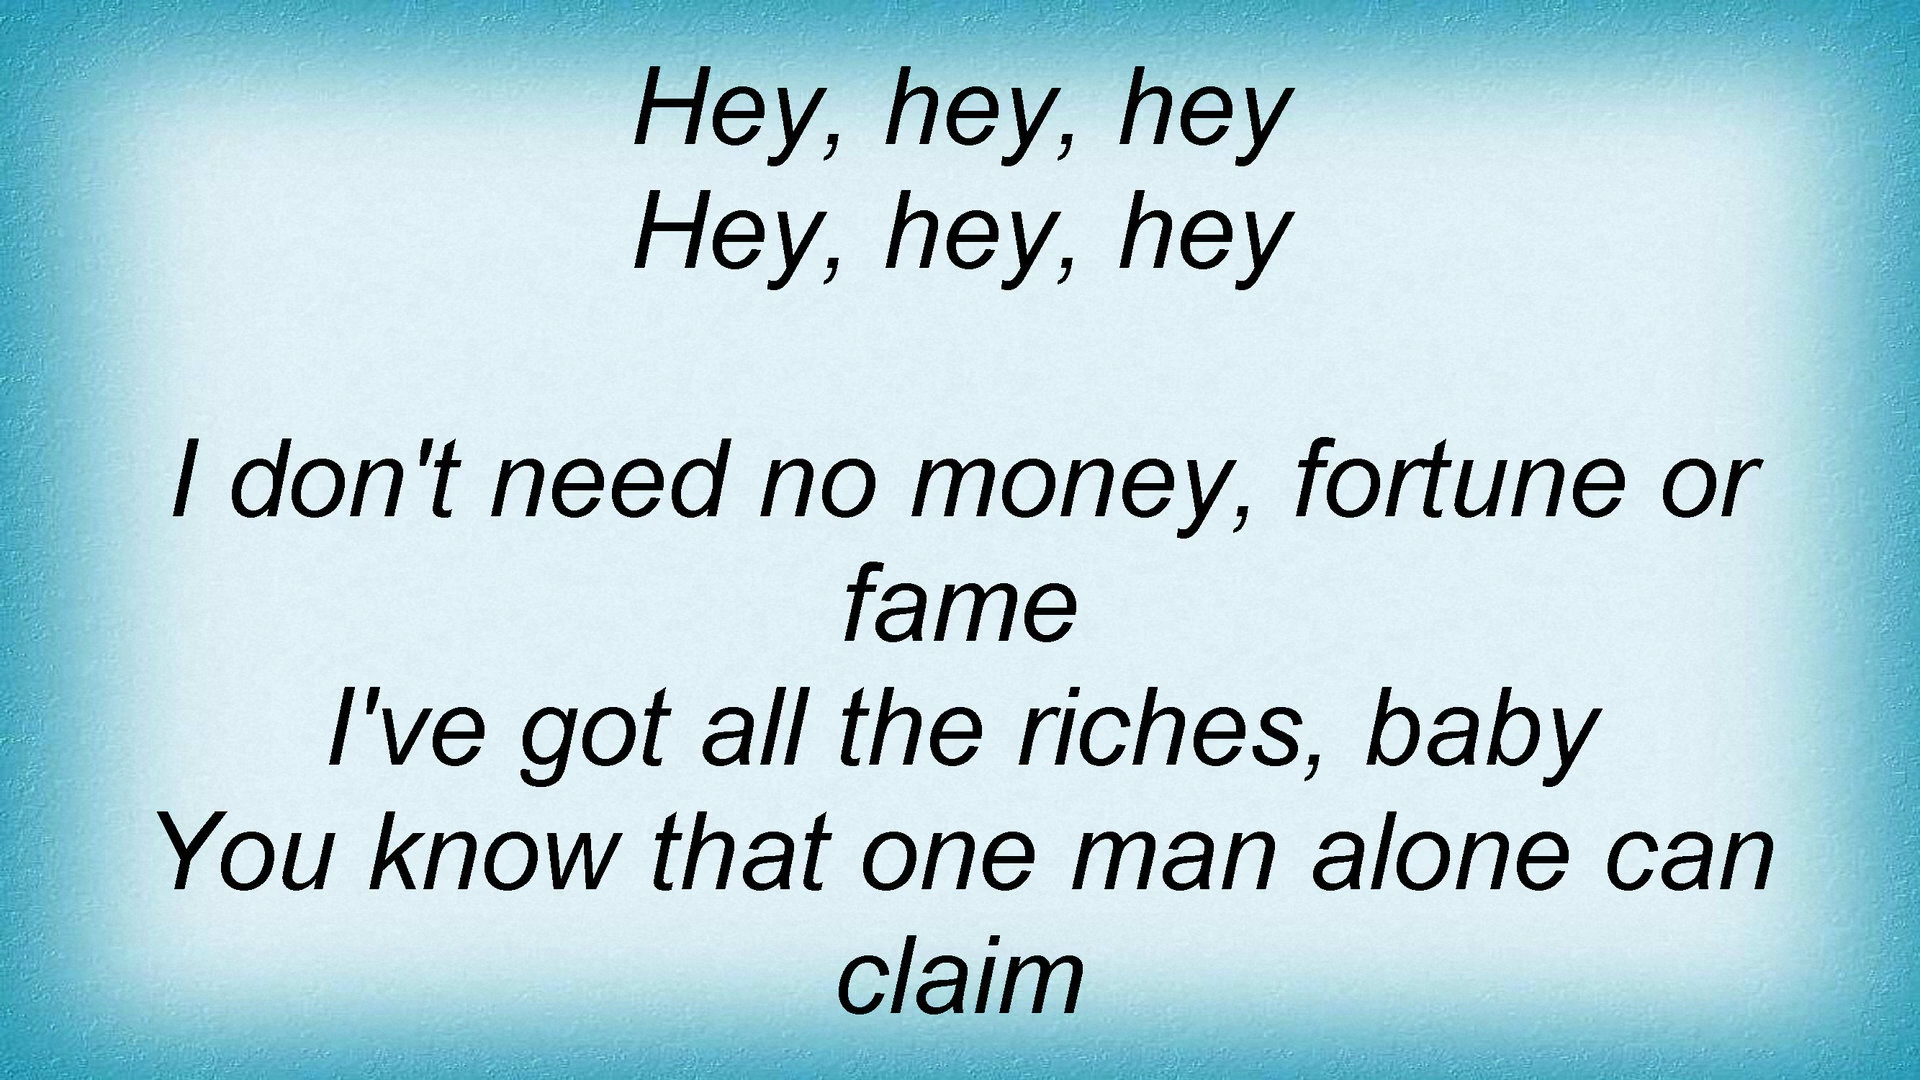 Hey, hey, hey
Hey, hey, hey
I don't need no money, fortune or
fame
I've got all the riches, baby
You know that one man alone can
claim